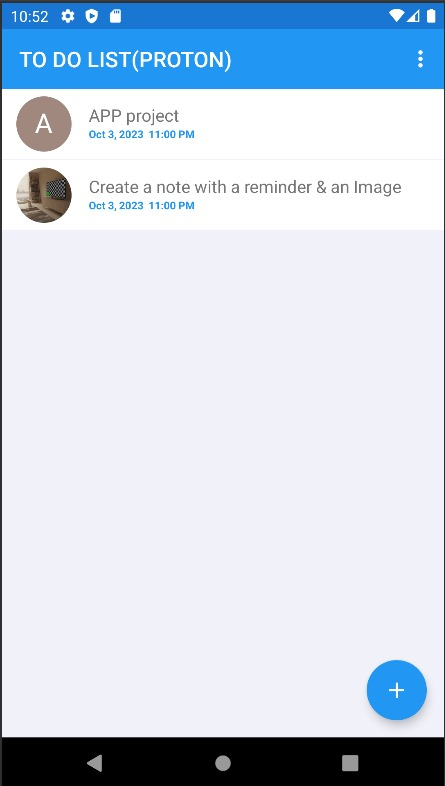 10:52
TO DO LIST(PROTON)
A
APP project
Oct 3, 2023 11:00 PM
Create a note with a reminder & an Image
Oct 3, 2023 11:00 PM